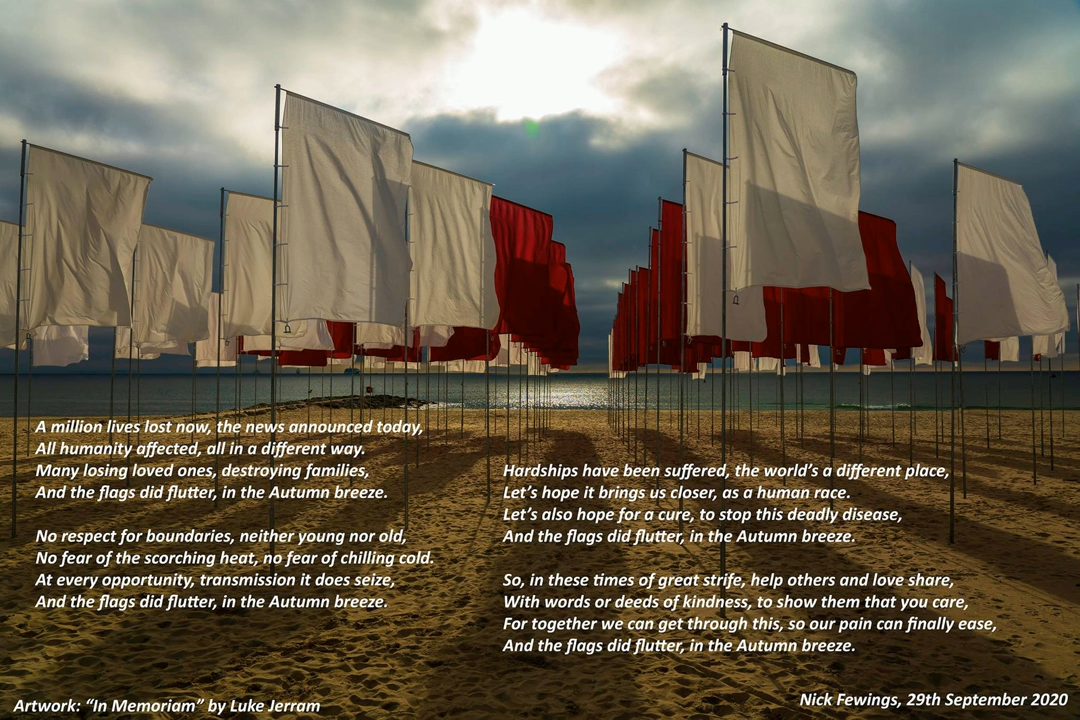 A million lives lost now, the news announced today,
All humanity affected, all in a different way.
Many losing loved ones, destroying families,
And the flags did flutter, in the Autumn breeze.
No respect for boundaries, neither young nor old,
No fear of the scorching heat, no fear of chilling cold.
At every opportunity, transmission it does seize,
And the flags did flutter, in the Autumn breeze.
Hardships have been suffered, the world's a different place,
Let's hope it brings us closer, as a human race.
Let's also hope for a cure, to stop this deadly disease,
And the flags did flutter, in the Autumn breeze.
So, in these times of great strife, help others and love share,
With words or deeds of kindness, to show them that you care,
For together we can get through this, so our pain can finally ease,
And the flags did flutter, in the Autumn breeze.
Artwork: “In Memoriam” by Luke Jerram
Nick Fewings, 29th September 2020